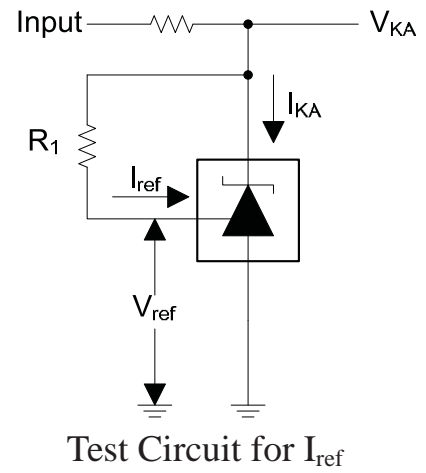 Input
V_KA
I_KA
R_1
I_ref
V_ref
Test Circuit for I_ref